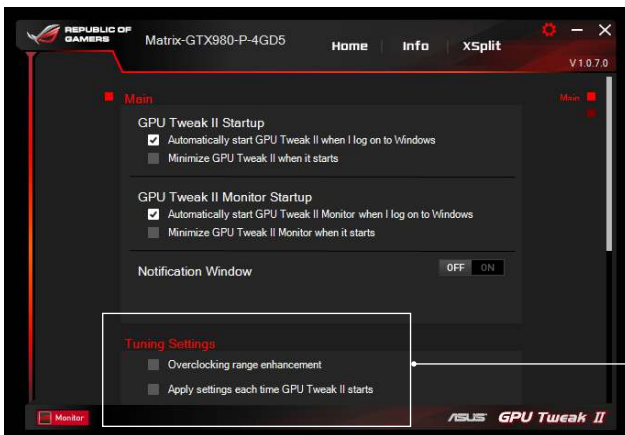 REPUBLIC OF
GAMERS
Matrix-GTX980-P-4GD5
Home
Info
XSplit
V 1.0.7.0
Main
Main
GPU Tweak II Startup
Automatically start GPU Tweak II when I log on to Windows
Minimize GPU Tweak II when it starts
GPU Tweak II Monitor Startup
Automatically start GPU Tweak II Monitor when I log on to Windows
Minimize GPU Tweak II Monitor when it starts
Notification Window
OFF ON
Tuning Settings
Overclocking range enhancement
Apply settings each time GPU Tweak II starts
Monitor
ASUS GPU Tweak II